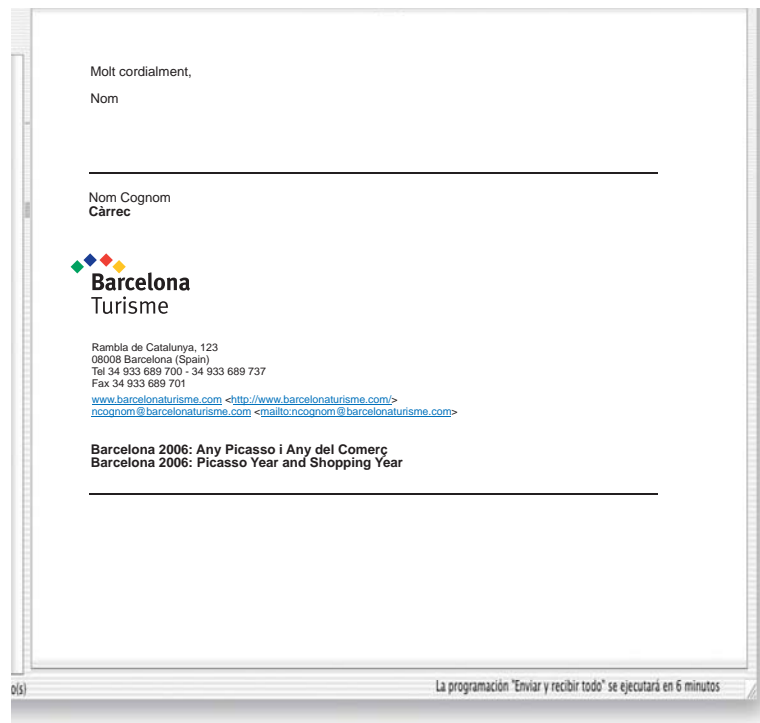 Molt cordialment,
Nom
Nom Cognom
Càrrec
Barcelona
Turisme
Rambla de Catalunya, 123
08008 Barcelona (Spain)
Tel 34 933 689 700 - 34 933 689 737
Fax 34 933 689 701
www.barcelonaturisme.com <http://www.barcelonaturisme.com/>
ncognom@barcelonaturisme.com <mailto:ncognom@barcelonaturisme.com>
Barcelona 2006: Any Picasso i Any del Comerç
Barcelona 2006: Picasso Year and Shopping Year
o(s)
La programación "Enviar y recibir todo" se ejecutará en 6 minutos